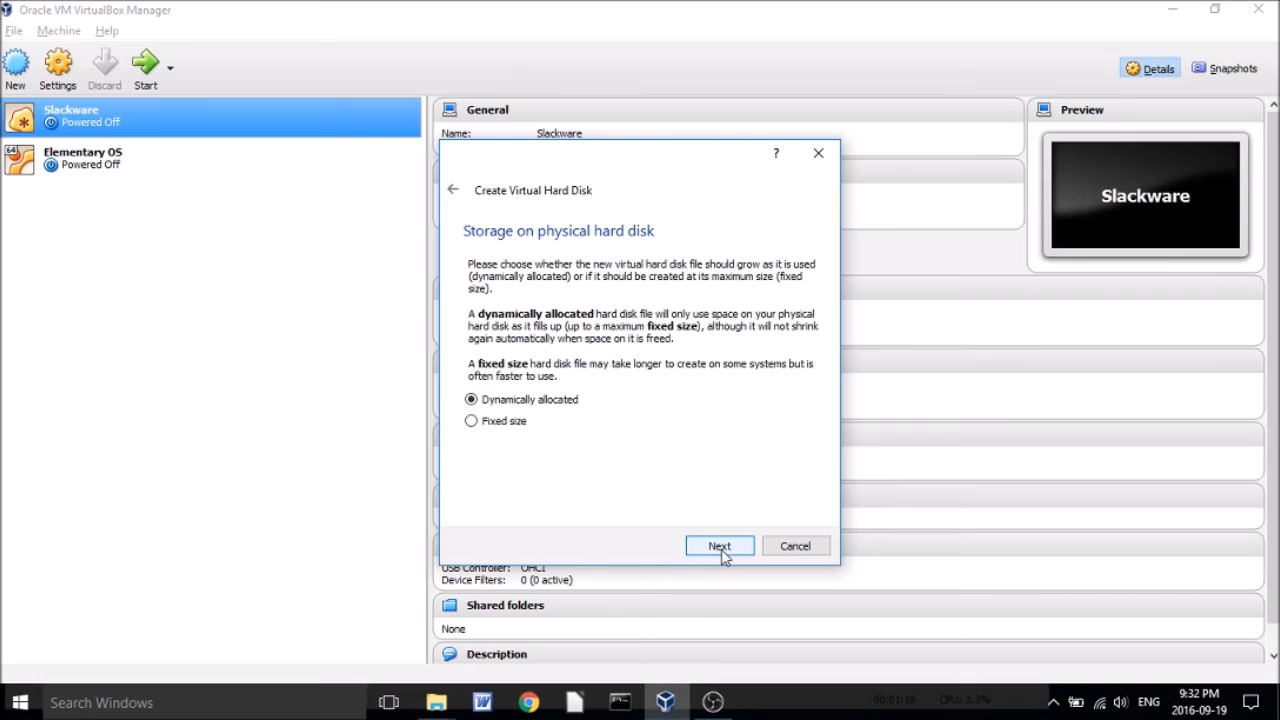 Oracle VM VirtualBox Manager
File Machine Help
New Settings Discard Start
Details Snapshots
Slackware
Powered Off
64
Elementary OS
Powered Off
General
Name: Slackware
Preview
Slackware
?
Create Virtual Hard Disk
Storage on physical hard disk
Please choose whether the new virtual hard disk file should grow as it is used
(dynamically allocated) or if it should be created at its maximum size (fixed
size).
A dynamically allocated hard disk file will only use space on your physical
hard disk as it fills up (up to a maximum fixed size), although it will not shrink
again automatically when space on it is freed.
A fixed size hard disk file may take longer to create on some systems but is
often faster to use.
Dynamically allocated
Fixed size
Next Cancel
USB Controller: OHCI
Device Filters: 0 (0 active)
Shared folders
None
Description
Search Windows
00:01:19 CPU: 3.3%
ENG
9:32 PM
2016-09-19